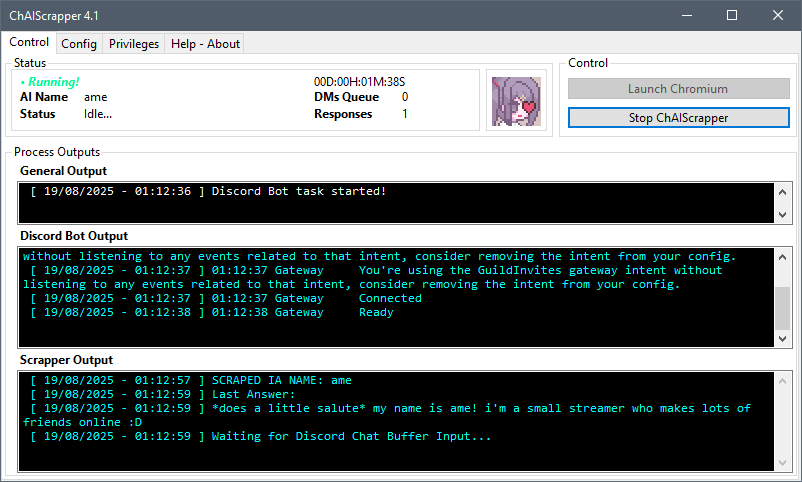 ChAIScrapper 4.1
Control Config Privileges Help - About
Status
• Running!
00D:00H:01M:38S
AI Name ame
DMs Queue 0
Status Idle...
Responses 1
Control
Launch Chromium
Stop ChAIScrapper
Process Outputs
General Output
[ 19/08/2025 - 01:12:36 ] Discord Bot task started!
Discord Bot Output
without listening to any events related to that intent, consider removing the intent from your config.
[ 19/08/2025 - 01:12:37 ] 01:12:37 Gateway You're using the GuildInvites gateway intent without
listening to any events related to that intent, consider removing the intent from your config.
[ 19/08/2025 - 01:12:37 ] 01:12:37 Gateway Connected
[ 19/08/2025 - 01:12:38 ] 01:12:38 Gateway Ready
Scrapper Output
[ 19/08/2025 - 01:12:57 ] SCRAPED IA NAME: ame
[ 19/08/2025 - 01:12:59 ] Last Answer:
[ 19/08/2025 - 01:12:59 ] *does a little salute* my name is ame! i'm a small streamer who makes lots of
friends online :D
[ 19/08/2025 - 01:12:59 ] Waiting for Discord Chat Buffer Input...